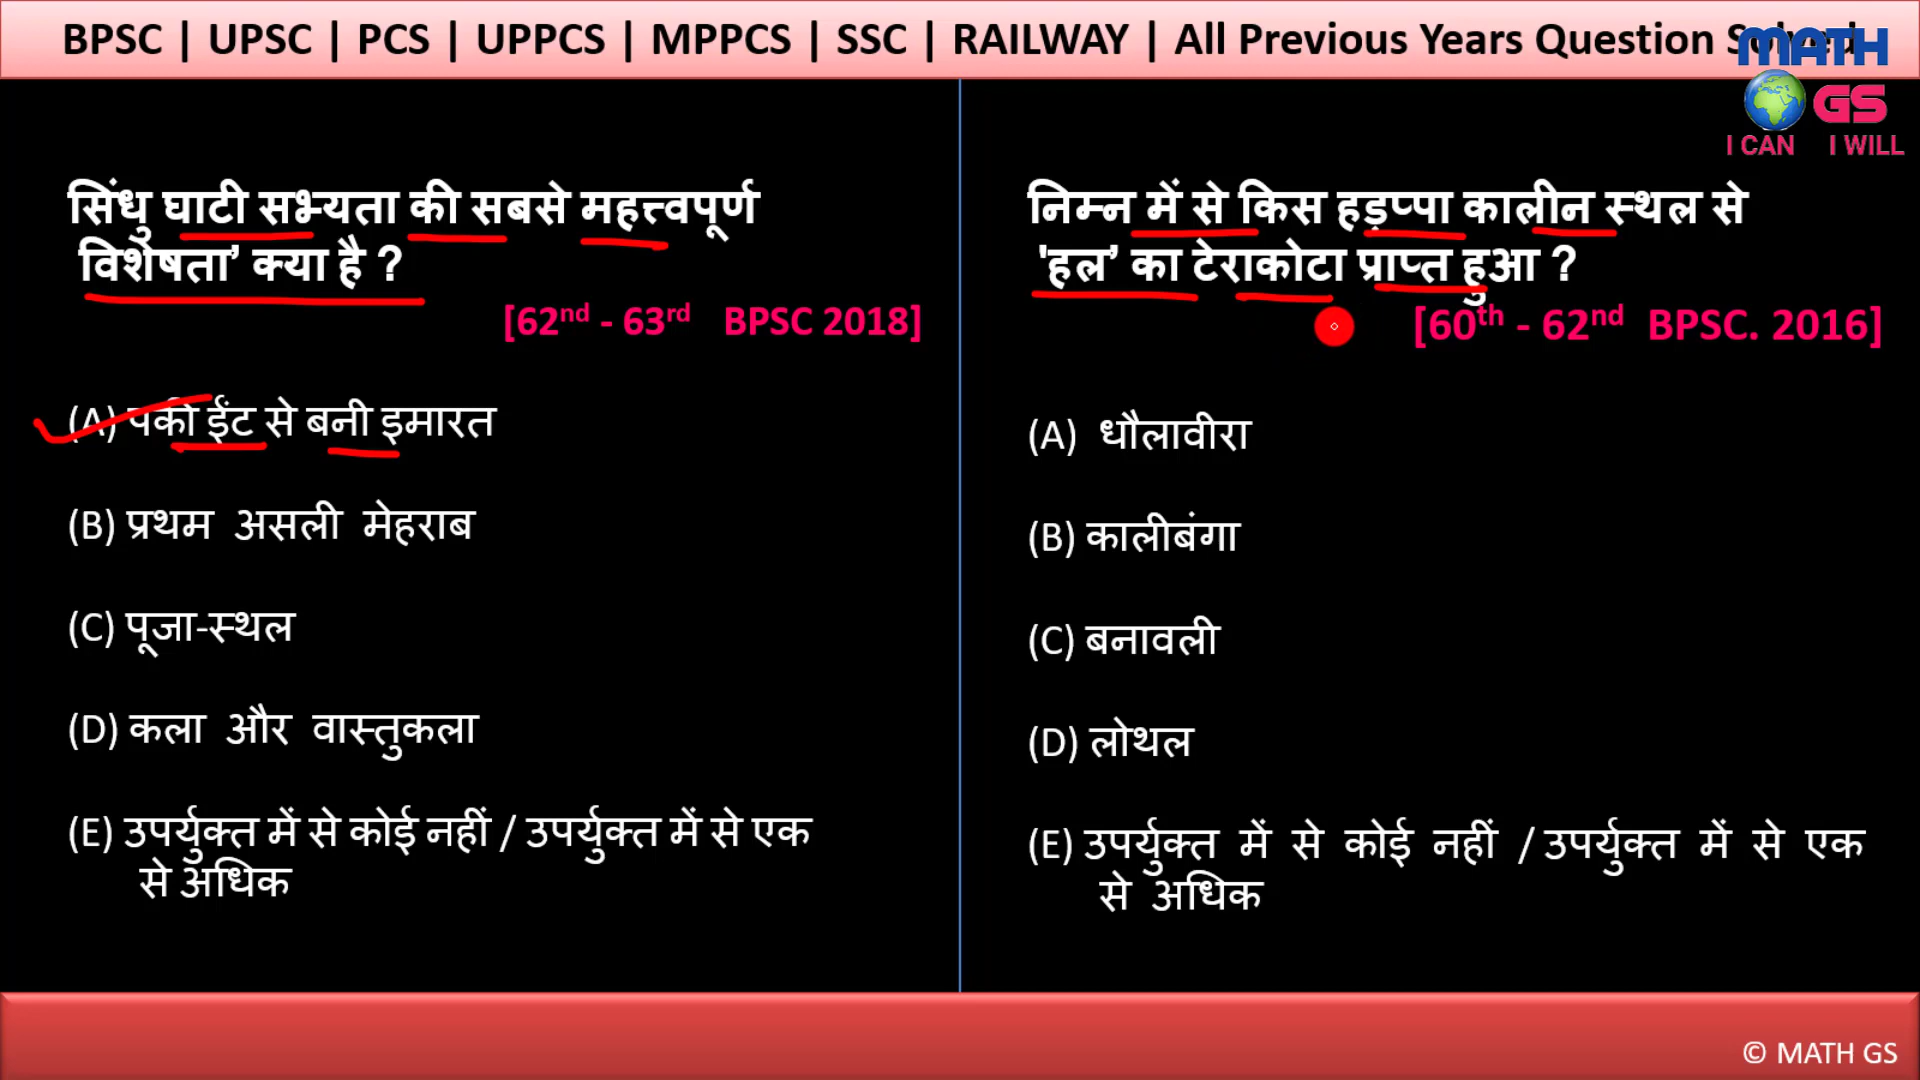 BPSC | UPSC | PCS | UPPCS | MPPCS | SSC | RAILWAY | All Previous Years Question
MATH
GS
I CAN I WILL
सिंधु घाटी सभ्यता की सबसे महत्त्वपूर्ण
विशेषता’ क्या है ?
[62nd - 63rd BPSC 2018]
(A) पकी ईंट से बनी इमारत
(B) प्रथम असली मेहराब
(C) पूजा-स्थल
(D) कला और वास्तुकला
(E) उपर्युक्त में से कोई नहीं / उपर्युक्त में से एक
से अधिक
निम्न में से किस हड़प्पा कालीन स्थल से
'हल’ का टेराकोटा प्राप्त हुआ ?
[60th - 62nd BPSC. 2016]
(A) धौलावीरा
(B) कालीबंगा
(C) बनावली
(D) लोथल
(E) उपर्युक्त में से कोई नहीं / उपर्युक्त में से एक
से अधिक
© MATH GS